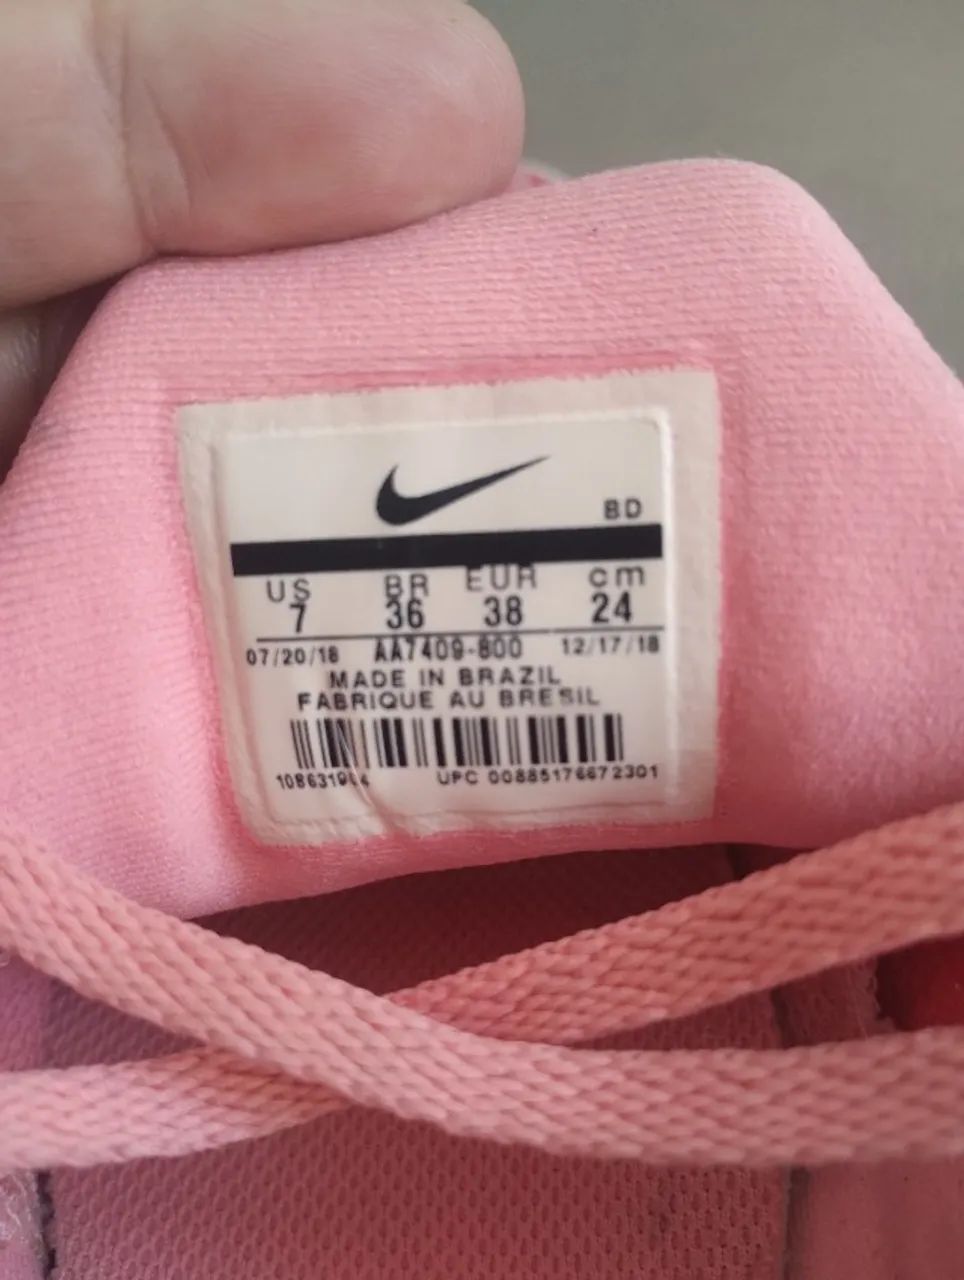 BD
US BR EUR cm
7 36 38 24
07/20/18 AA7409-800 12/17/18
MADE IN BRAZIL
FABRIQUE AU BRESIL
UPC 00885176672301